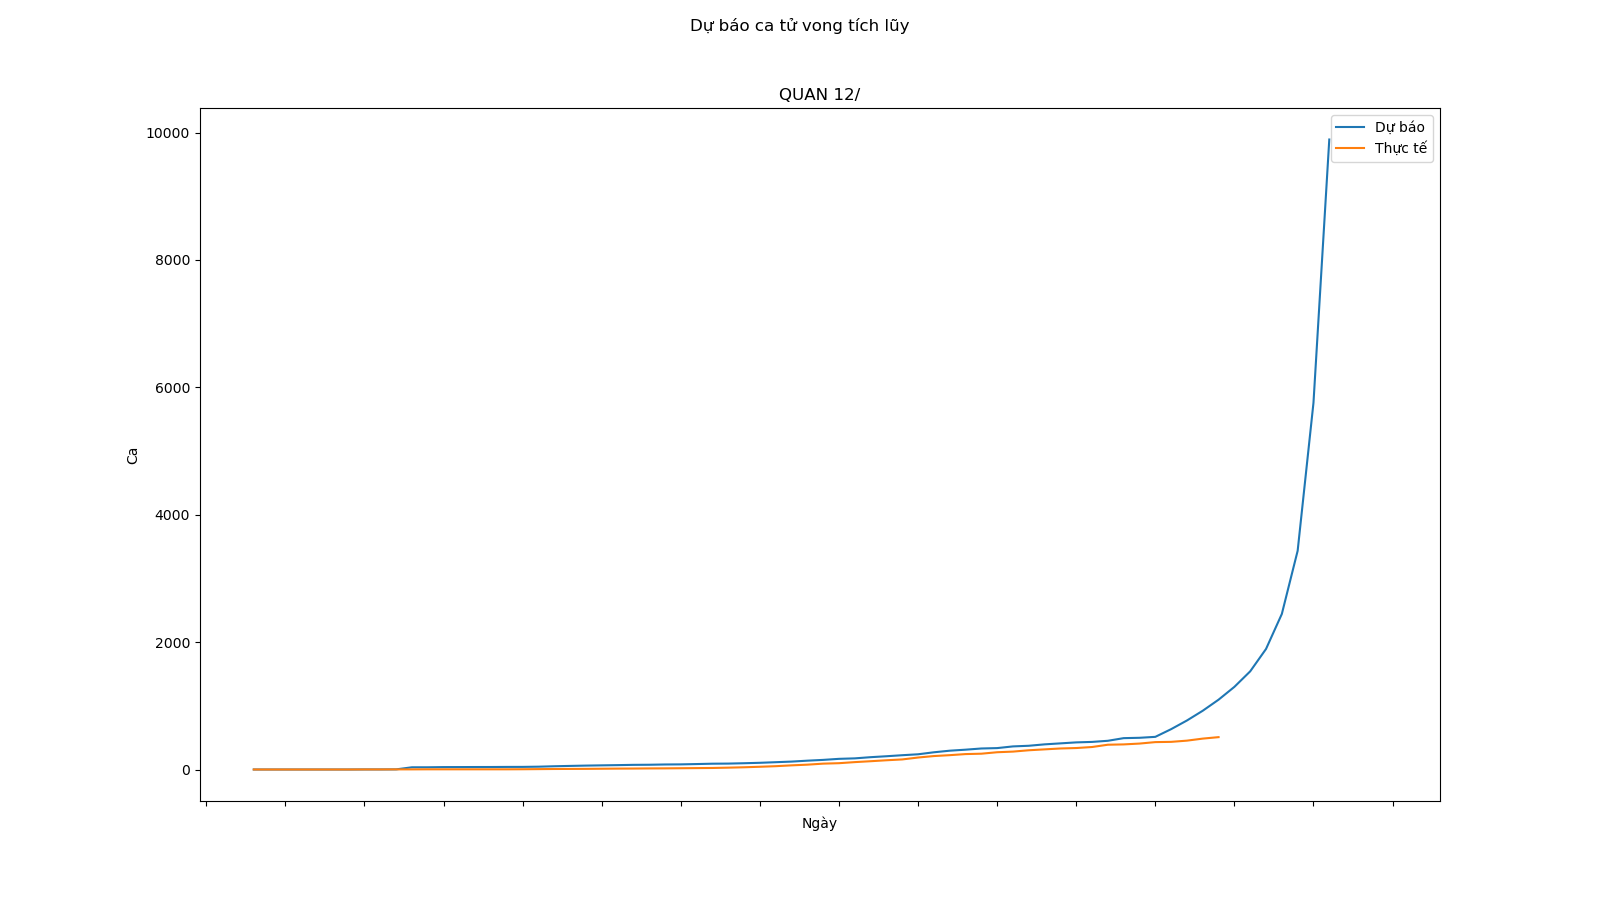 Dự báo ca tử vong tích lũy
QUAN 12/
Dự báo
Thực tế
10000
8000
6000
4000
2000
0
Ca
Ngày